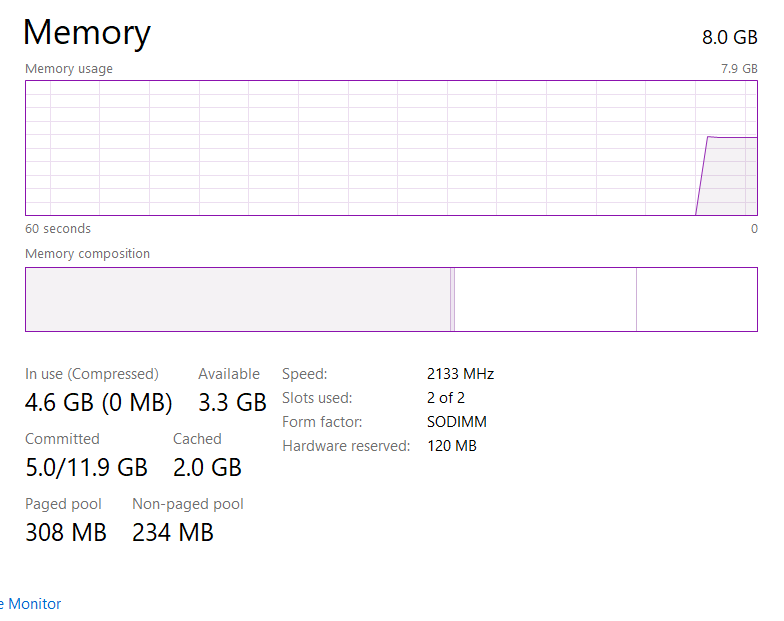 Memory 8.0 GB
Memory usage 7.9 GB
60 seconds 0
Memory composition
In use (Compressed) Available Speed: 2133 MHz
4.6 GB (0 MB) 3.3 GB Slots used: 2 of 2
Form factor: SODIMM
Committed Cached Hardware reserved: 120 MB
5.0/11.9 GB 2.0 GB
Paged pool Non-paged pool
308 MB 234 MB
e Monitor